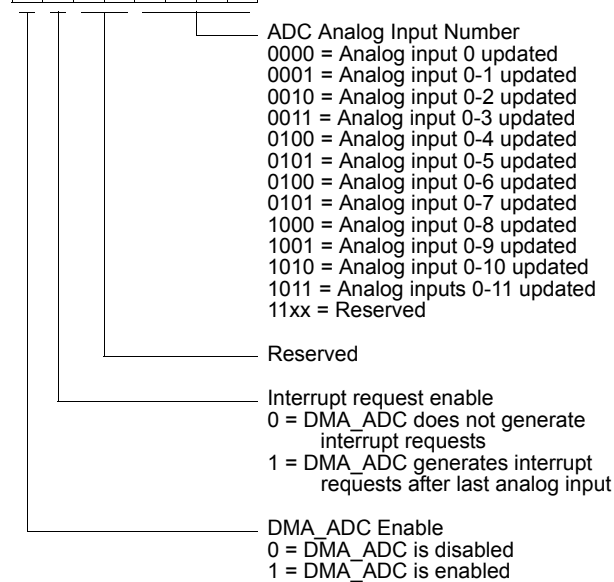 ADC Analog Input Number
0000 = Analog input 0 updated
0001 = Analog input 0-1 updated
0010 = Analog input 0-2 updated
0011 = Analog input 0-3 updated
0100 = Analog input 0-4 updated
0101 = Analog input 0-5 updated
0100 = Analog input 0-6 updated
0101 = Analog input 0-7 updated
1000 = Analog input 0-8 updated
1001 = Analog input 0-9 updated
1010 = Analog input 0-10 updated
1011 = Analog inputs 0-11 updated
11xx = Reserved
Reserved
Interrupt request enable
0 = DMA_ADC does not generate
interrupt requests
1 = DMA_ADC generates interrupt
requests after last analog input
DMA_ADC Enable
0 = DMA_ADC is disabled
1 = DMA_ADC is enabled